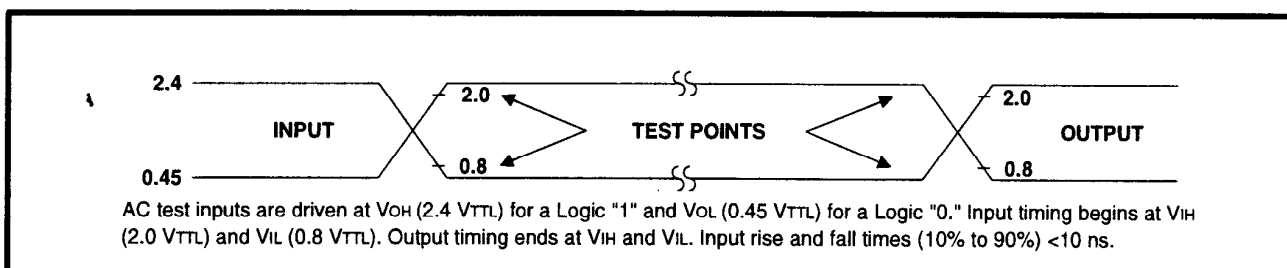 2.4
2.0
2.0
INPUT
TEST POINTS
OUTPUT
0.8
0.8
0.45
AC test inputs are driven at VOH (2.4 VTTL) for a Logic "1" and VOL (0.45 VTTL) for a Logic "0." Input timing begins at VIH
(2.0 VTTL) and VIL (0.8 VTTL). Output timing ends at VIH and VIL. Input rise and fall times (10% to 90%) <10 ns.